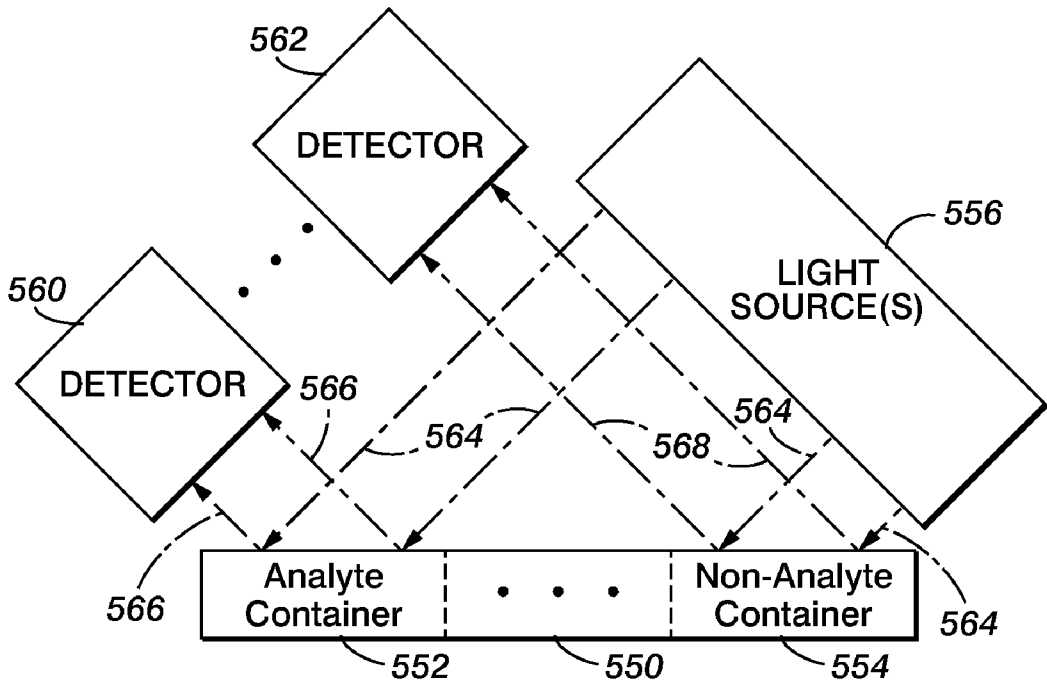 562
DETECTOR
556
LIGHT
SOURCE(S)
560
DETECTOR
566
564
568
564
566
Analyte
Container
• • •
Non-Analyte
Container
564
552
550
554